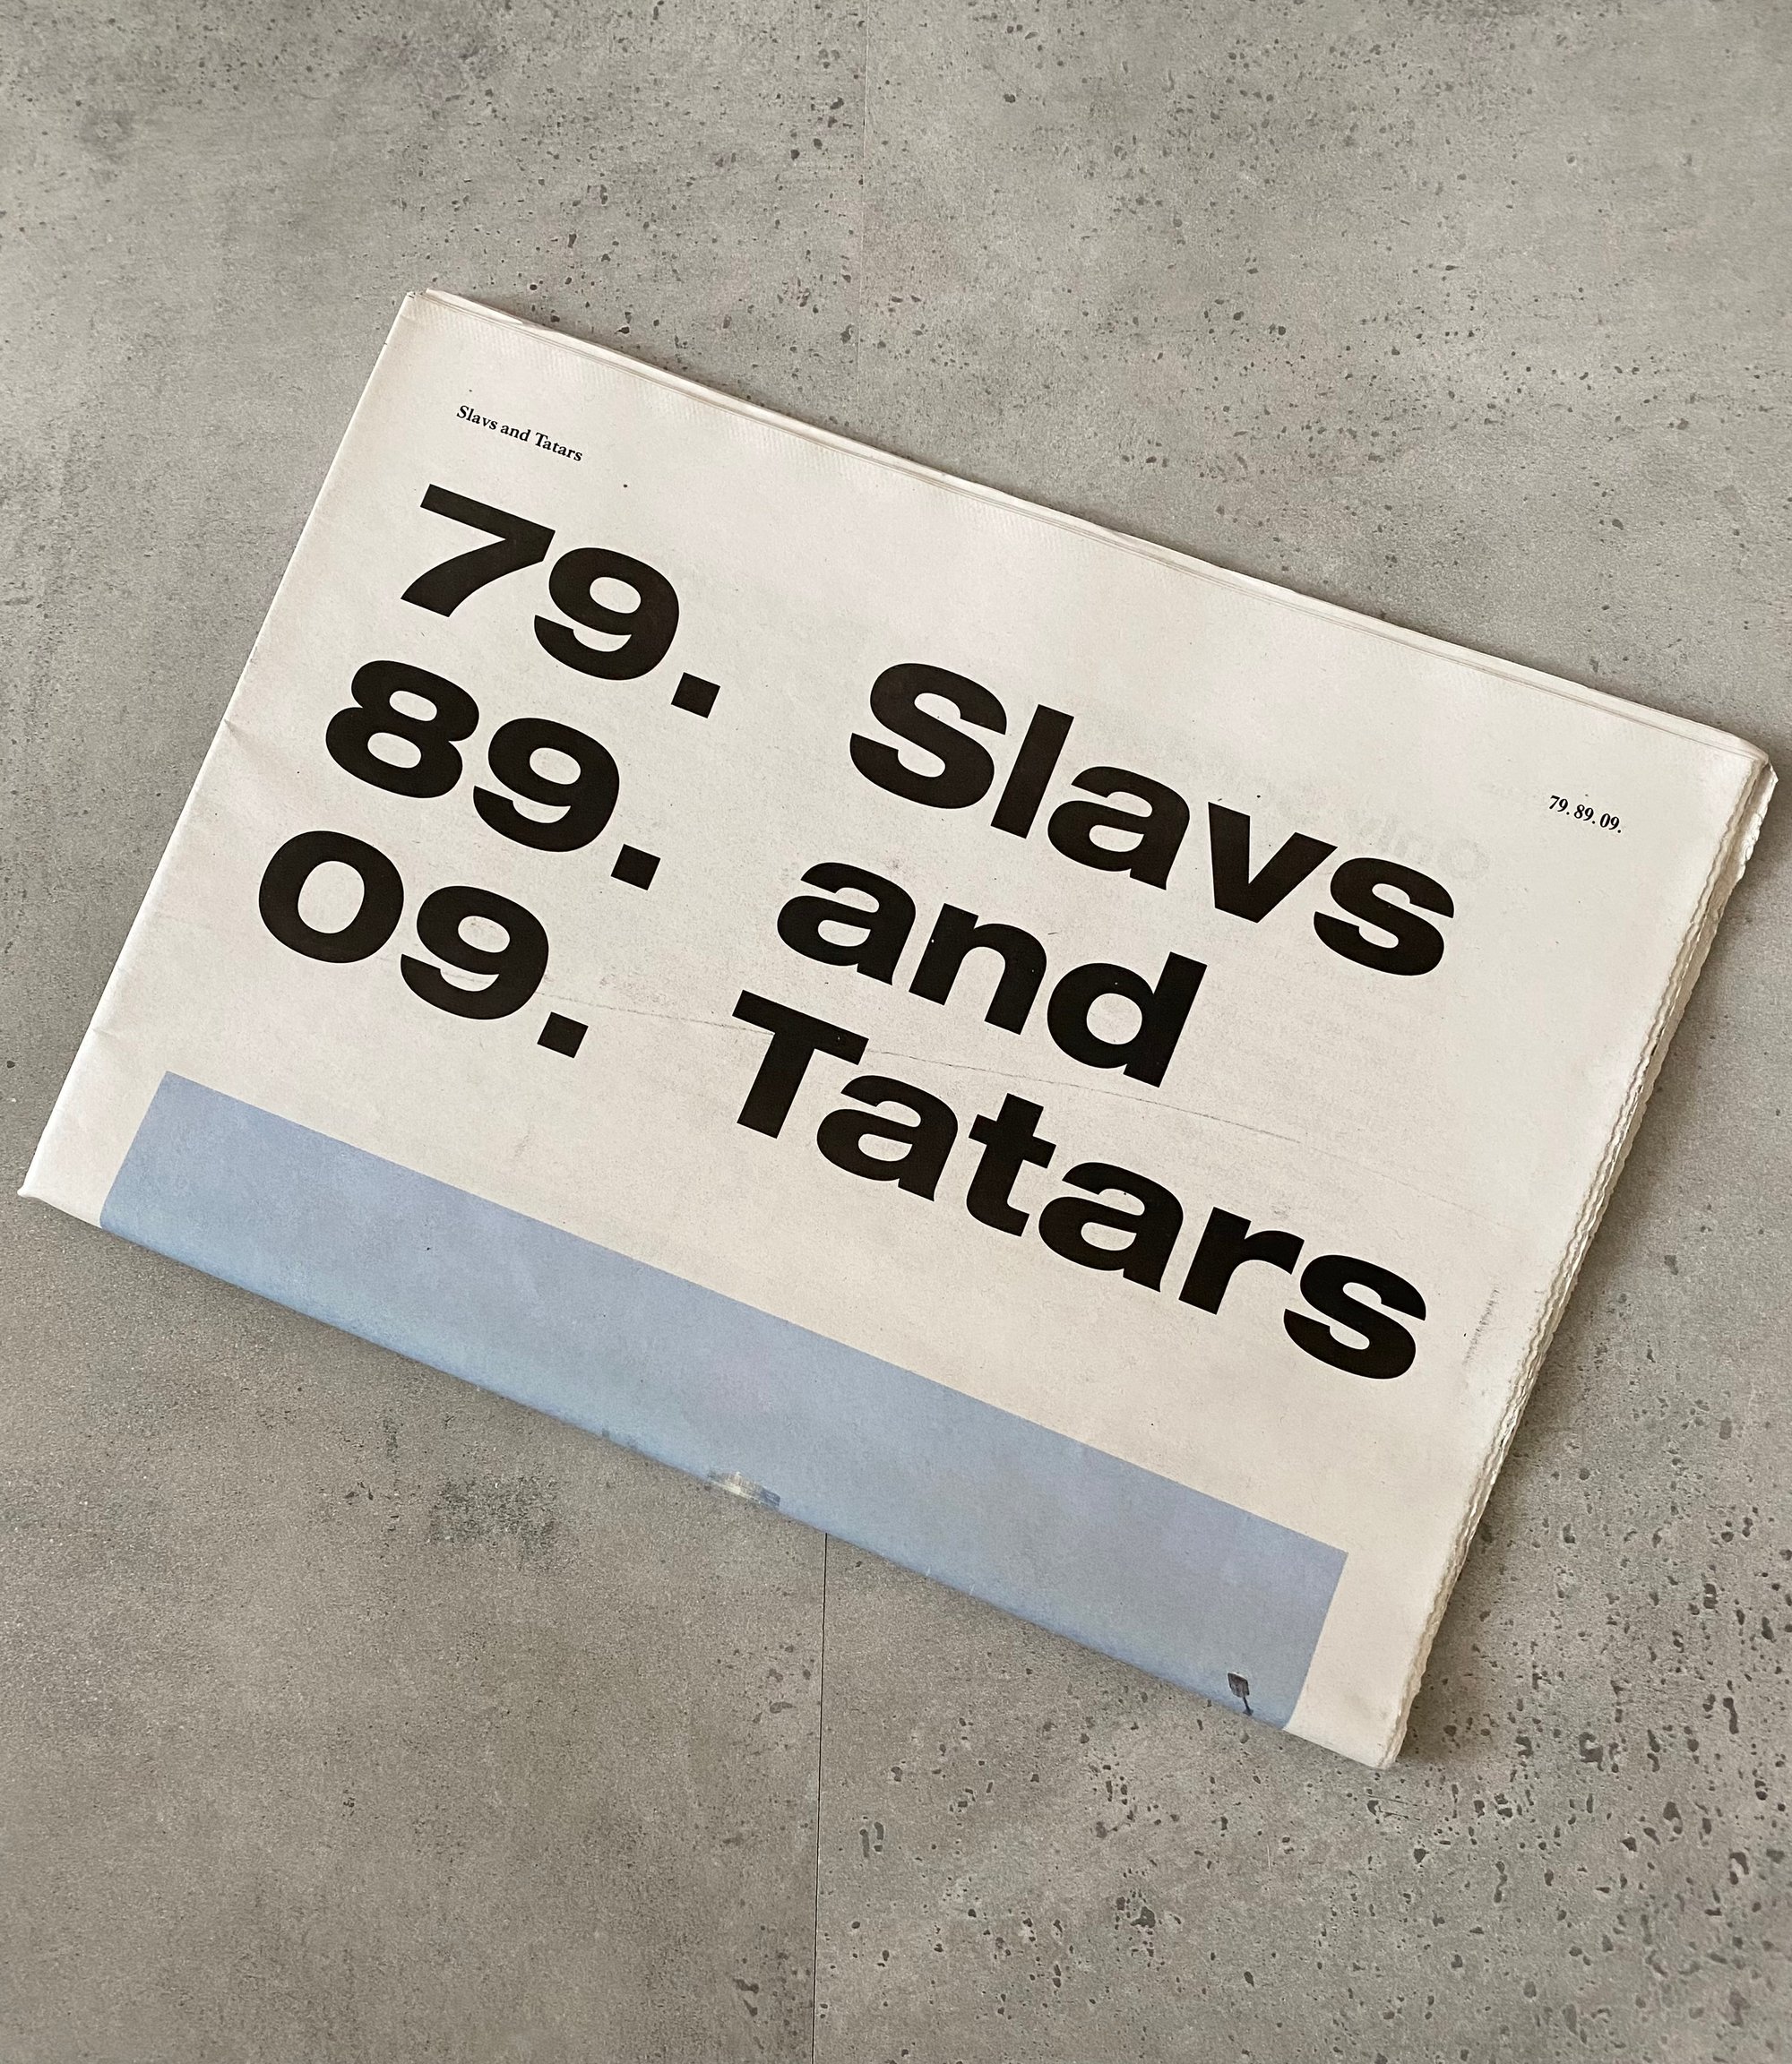 Slavs and Tatars
79. 89. 09.
79. Slavs
89. and
09. Tatars